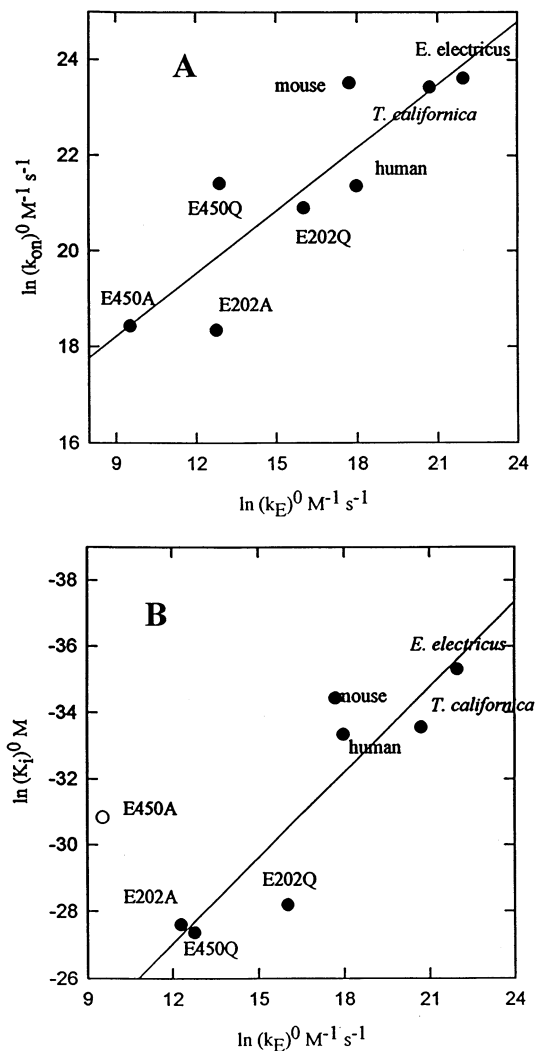 A
E. electricus
mouse
T. californica
human
E450Q
E202Q
E450A
E202A
24
22
20
18
16
ln (kon)⁰ M⁻¹ s⁻¹
9 12 15 18 21 24
ln (kE)⁰ M⁻¹ s⁻¹
B
E. electricus
mouse
T. californica
human
E450A
E202Q
E202A
E450Q
-38
-36
-34
-32
-30
-28
-26
ln (Ki)⁰ M
9 12 15 18 21 24
ln (kE)⁰ M⁻¹ s⁻¹